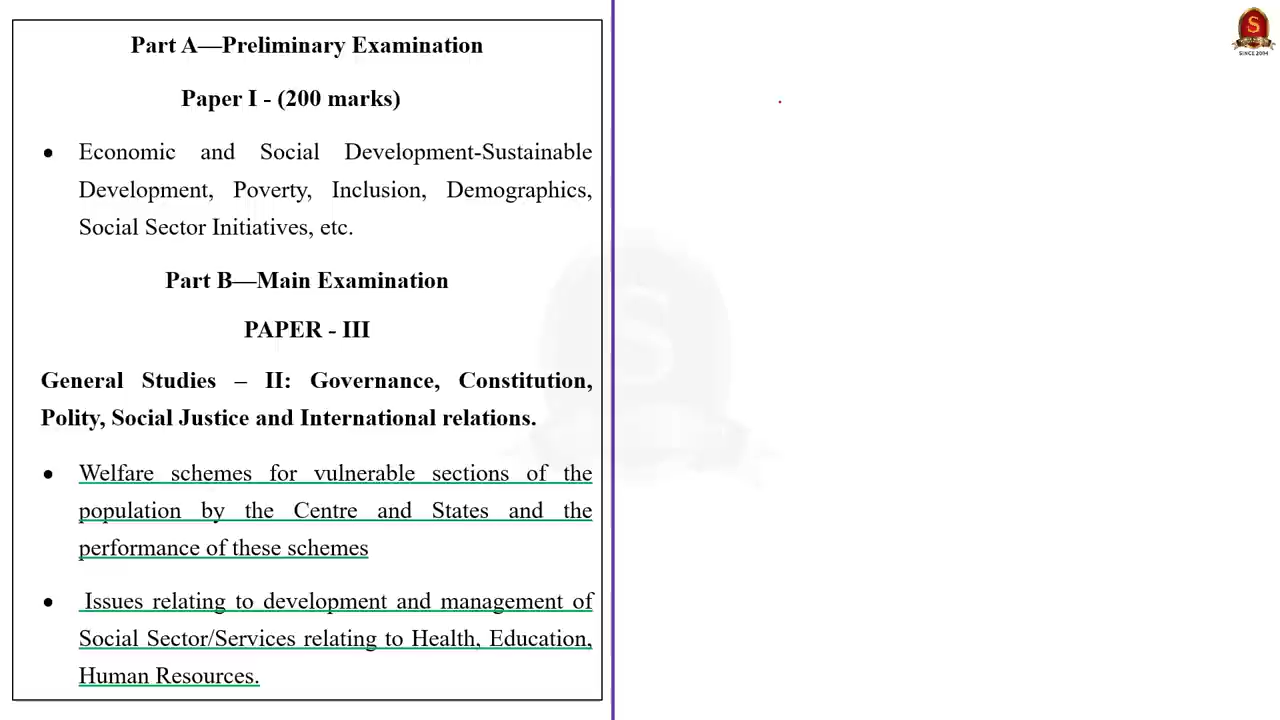 Part A—Preliminary Examination
Paper I - (200 marks)
● Economic and Social Development-Sustainable
Development, Poverty, Inclusion, Demographics,
Social Sector Initiatives, etc.
Part B—Main Examination
PAPER - III
General Studies – II: Governance, Constitution,
Polity, Social Justice and International relations.
● Welfare schemes for vulnerable sections of the
population by the Centre and States and the
performance of these schemes
● Issues relating to development and management of
Social Sector/Services relating to Health, Education,
Human Resources.
S
SINCE 2004
S